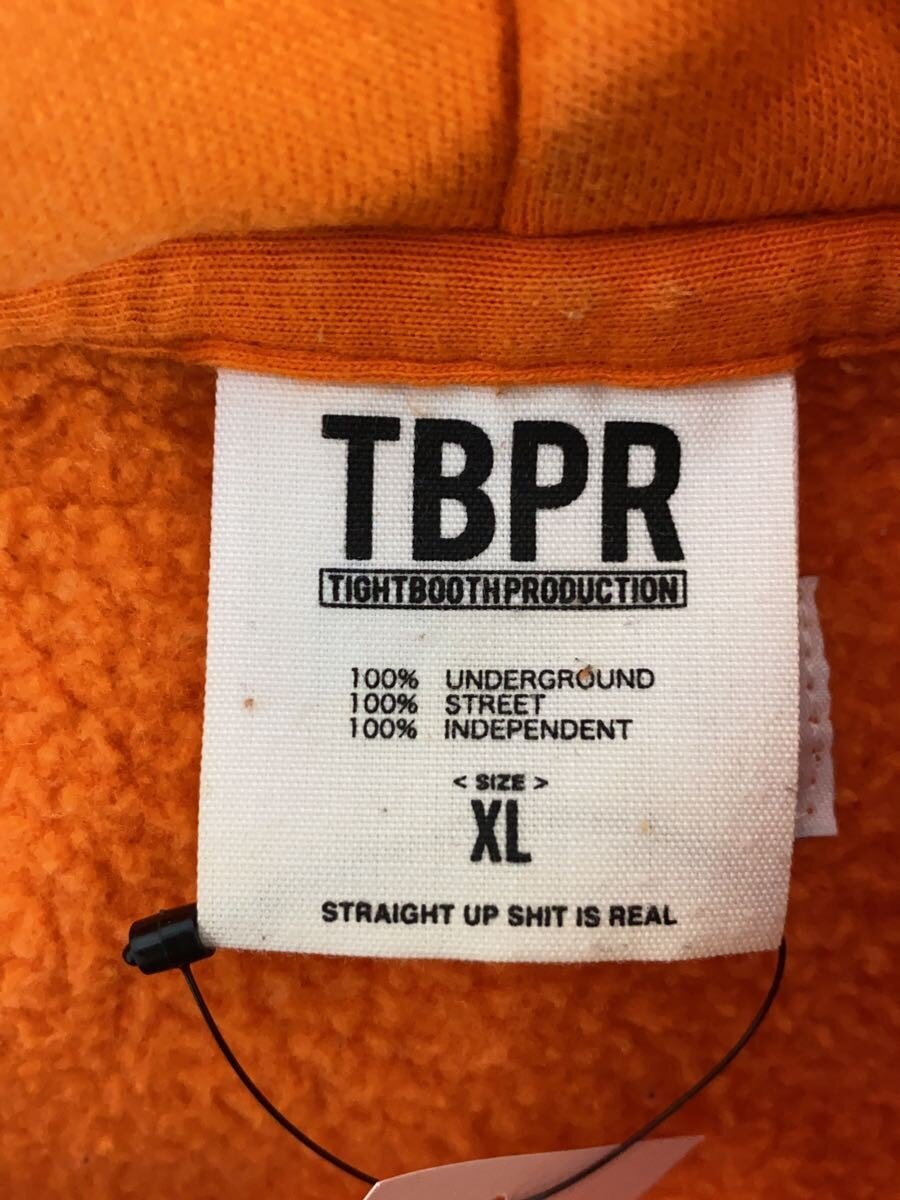 TBPR
TIGHTBOOTHPRODUCTION
100% UNDERGROUND
100% STREET
100% INDEPENDENT
< SIZE >
XL
STRAIGHT UP SHIT IS REAL